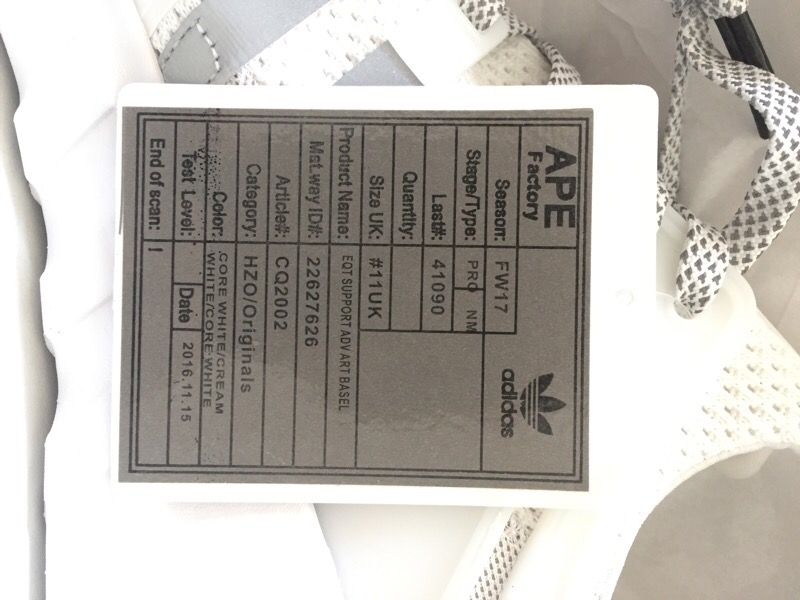 APE
Factory
adidas
Season: FW17
Stage/Type: PRO NM
Last#: 41090
Quantity:
Size UK: #11UK
Product Name: EQT SUPPORT ADV ART BASEL
Mat.way ID#: 22627626
Article#: CQ2002
Category: HZO/Originals
Color: CORE WHITE/CREAM
WHITE/CORE WHITE
Test Level: Date 2016.11.15
End of scan: !